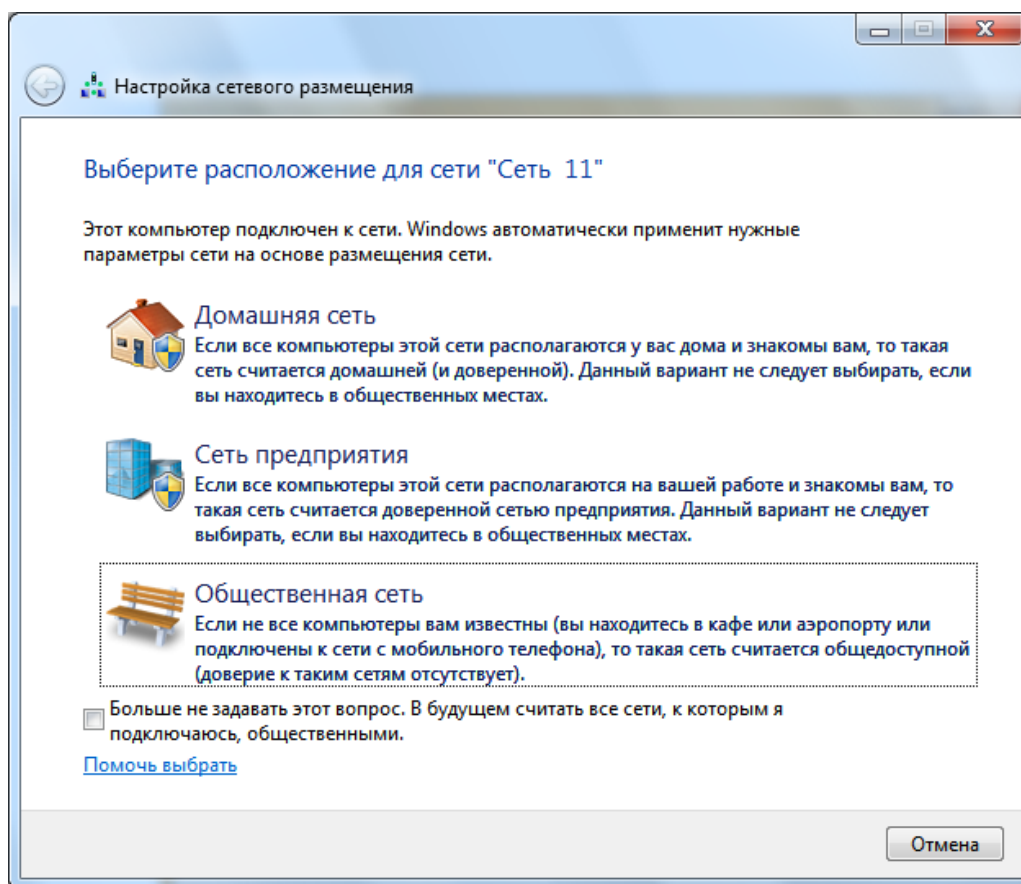 Настройка сетевого размещения
Выберите расположение для сети "Сеть  11"
Этот компьютер подключен к сети. Windows автоматически применит нужные
параметры сети на основе размещения сети.
Домашняя сеть
Если все компьютеры этой сети располагаются у вас дома и знакомы вам, то такая
сеть считается домашней (и доверенной). Данный вариант не следует выбирать, если
вы находитесь в общественных местах.
Сеть предприятия
Если все компьютеры этой сети располагаются на вашей работе и знакомы вам, то
такая сеть считается доверенной сетью предприятия. Данный вариант не следует
выбирать, если вы находитесь в общественных местах.
Общественная сеть
Если не все компьютеры вам известны (вы находитесь в кафе или аэропорту или
подключены к сети с мобильного телефона), то такая сеть считается общедоступной
(доверие к таким сетям отсутствует).
Больше не задавать этот вопрос. В будущем считать все сети, к которым я
подключаюсь, общественными.
Помочь выбрать
Отмена